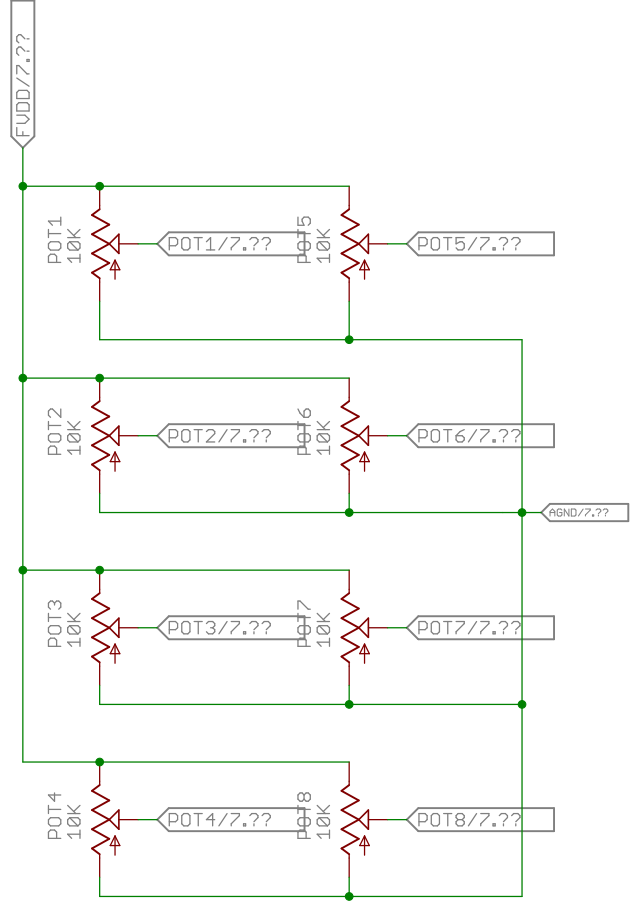 FVDD/7.??
POT1
10K
POT1/7.??
POT5
10K
POT5/7.??
POT2
10K
POT2/7.??
POT6
10K
POT6/7.??
AGND/7.??
POT3
10K
POT3/7.??
POT7
10K
POT7/7.??
POT4
10K
POT4/7.??
POT8
10K
POT8/7.??